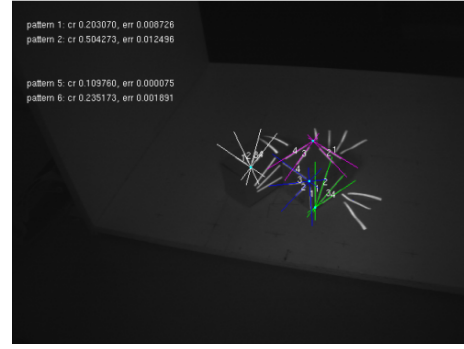 pattern 1: cr 0.203070, err 0.008726
pattern 2: cr 0.504273, err 0.012496
pattern 5: cr 0.109760, err 0.000075
pattern 6: cr 0.235173, err 0.001891